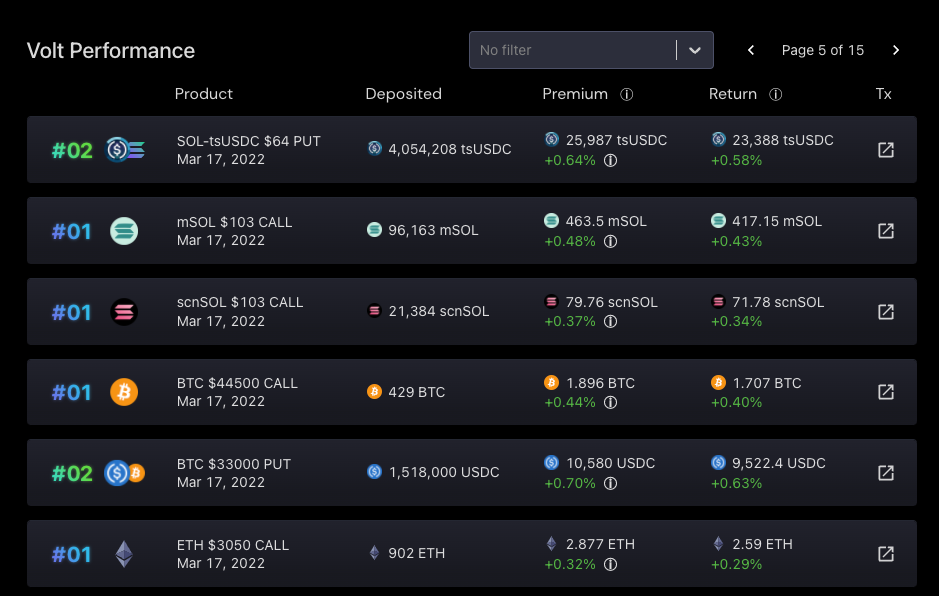 Volt Performance
No filter
Page 5 of 15
Product Deposited Premium Return Tx
#02 SOL-tsUSDC $64 PUT 4,054,208 tsUSDC 25,987 tsUSDC 23,388 tsUSDC
Mar 17, 2022 +0.64% +0.58%
#01 mSOL $103 CALL 96,163 mSOL 463.5 mSOL 417.15 mSOL
Mar 17, 2022 +0.48% +0.43%
#01 scnSOL $103 CALL 21,384 scnSOL 79.76 scnSOL 71.78 scnSOL
Mar 17, 2022 +0.37% +0.34%
#01 BTC $44500 CALL 429 BTC 1.896 BTC 1.707 BTC
Mar 17, 2022 +0.44% +0.40%
#02 BTC $33000 PUT 1,518,000 USDC 10,580 USDC 9,522.4 USDC
Mar 17, 2022 +0.70% +0.63%
#01 ETH $3050 CALL 902 ETH 2.877 ETH 2.59 ETH
Mar 17, 2022 +0.32% +0.29%